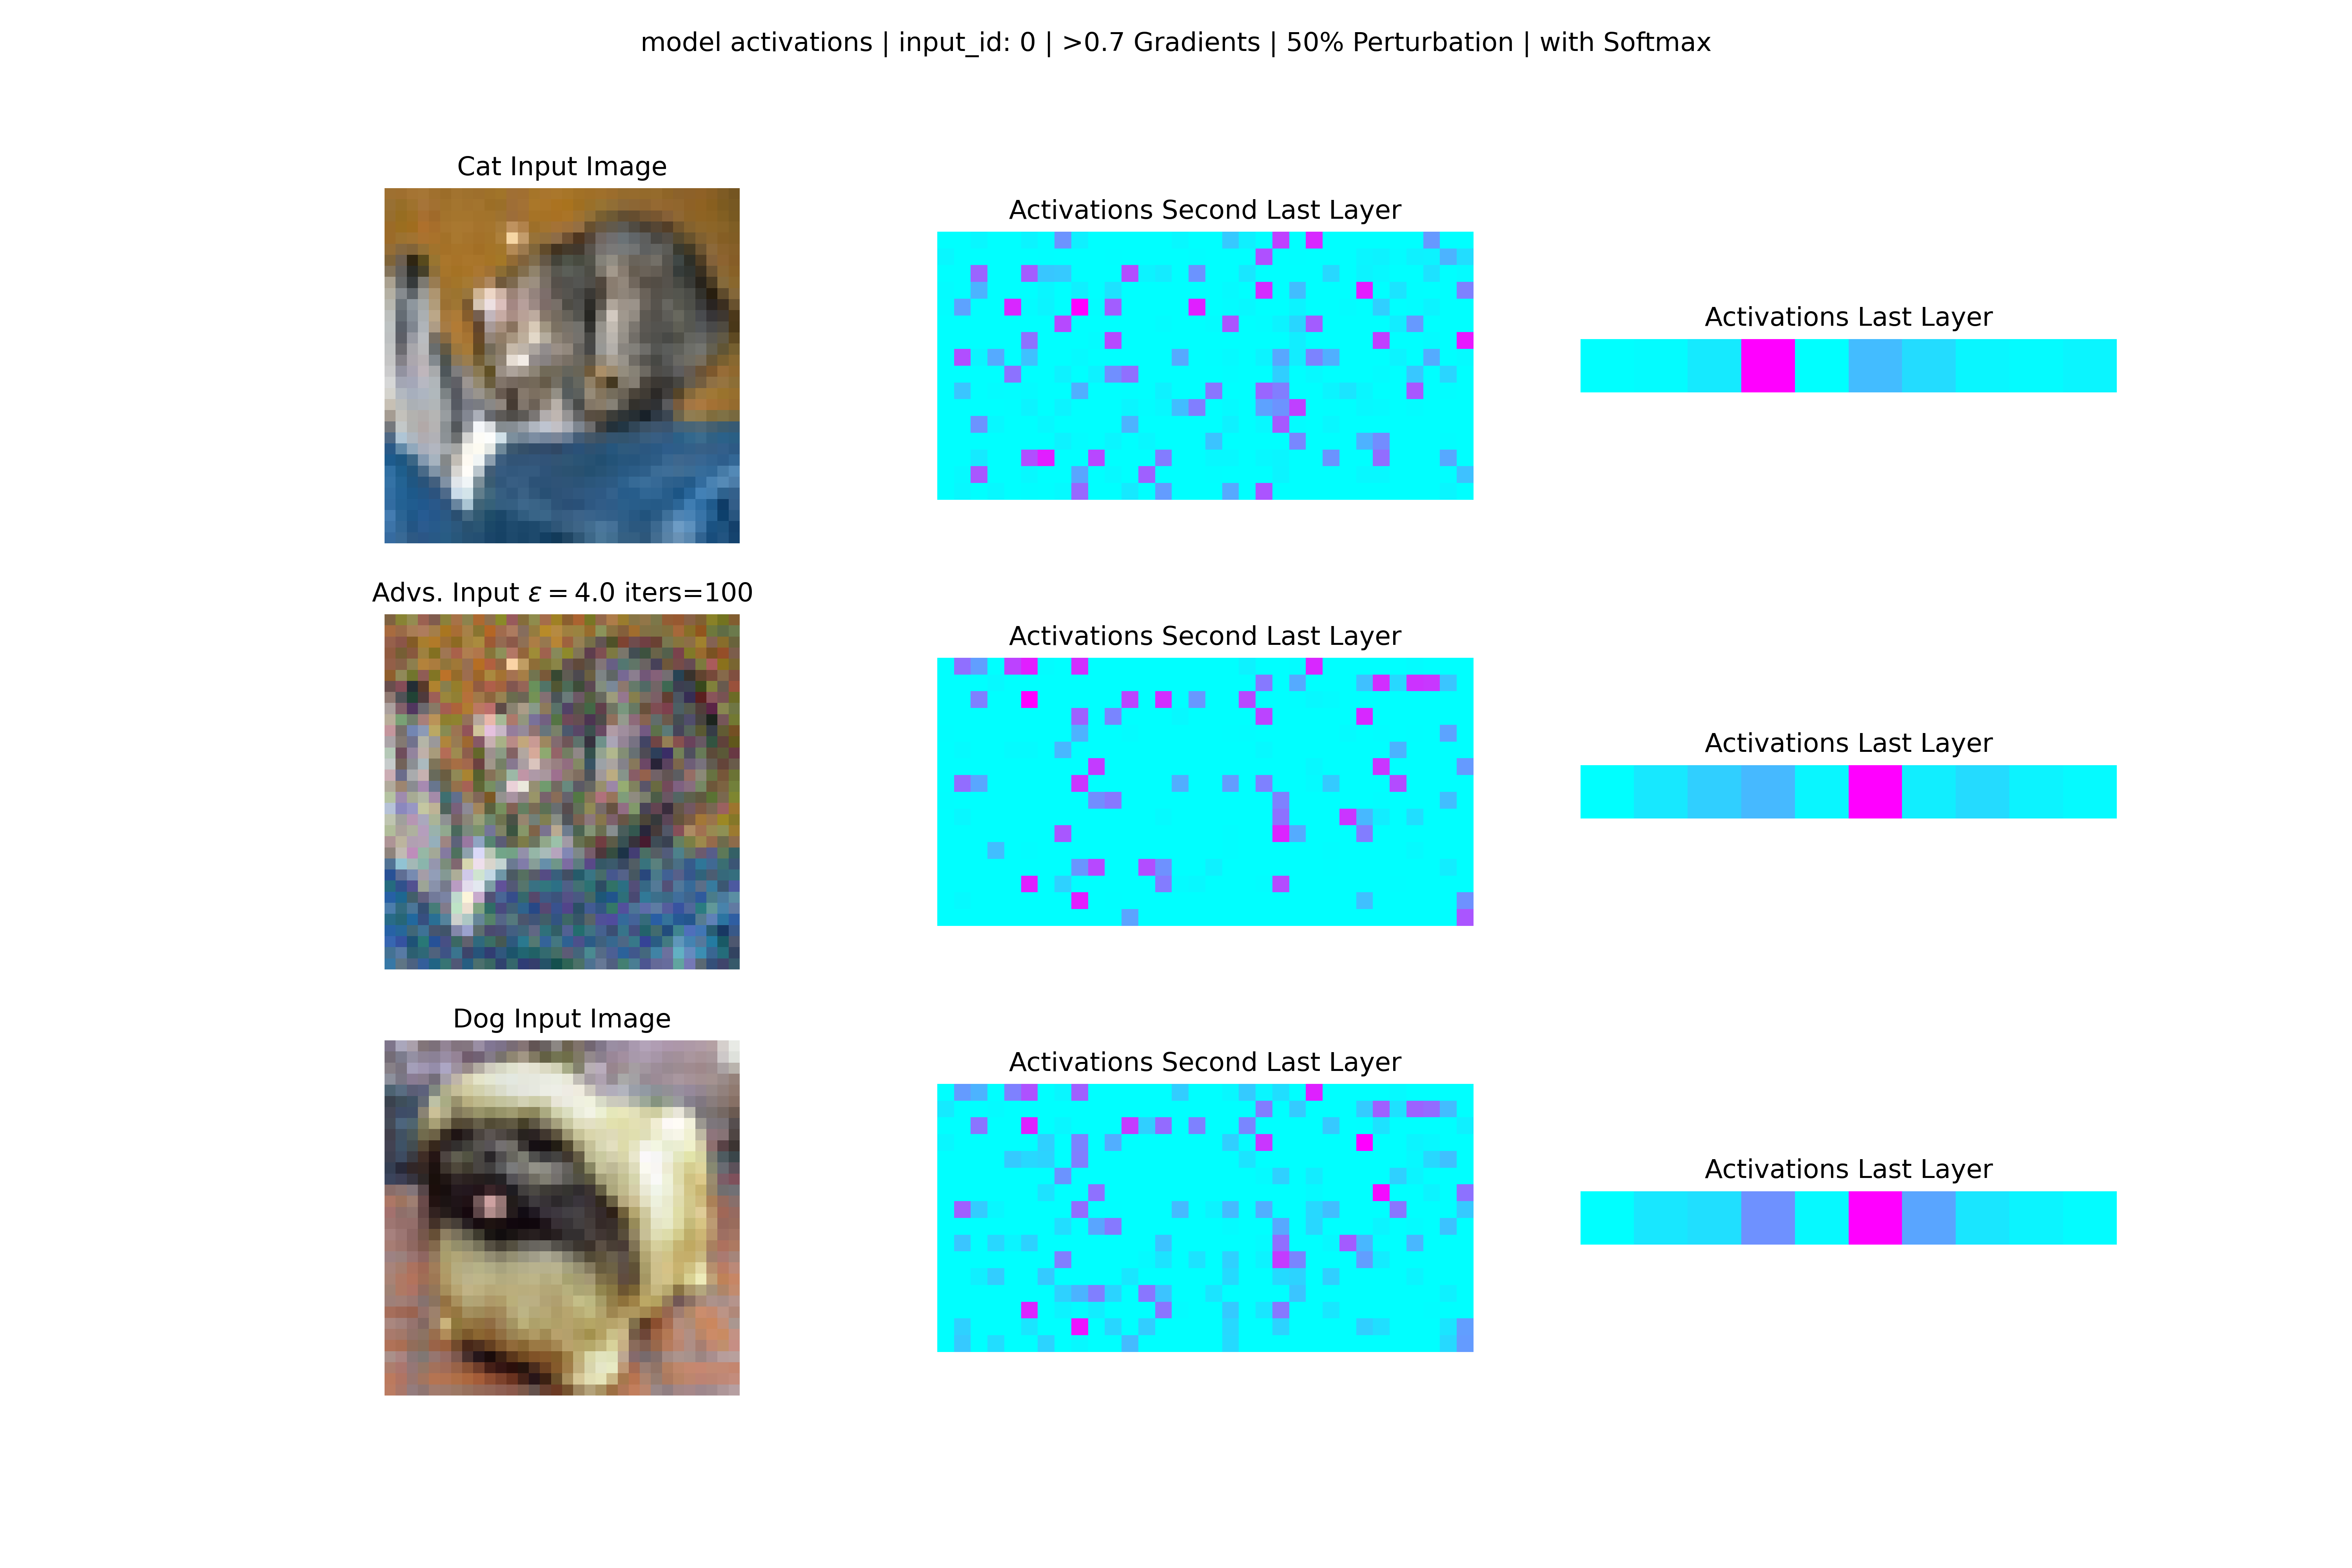 model activations | input_id: 0 | >0.7 Gradients | 50% Perturbation | with Softmax
Cat Input Image
Activations Second Last Layer
Activations Last Layer
Advs. Input ε = 4.0 iters=100
Activations Second Last Layer
Activations Last Layer
Dog Input Image
Activations Second Last Layer
Activations Last Layer